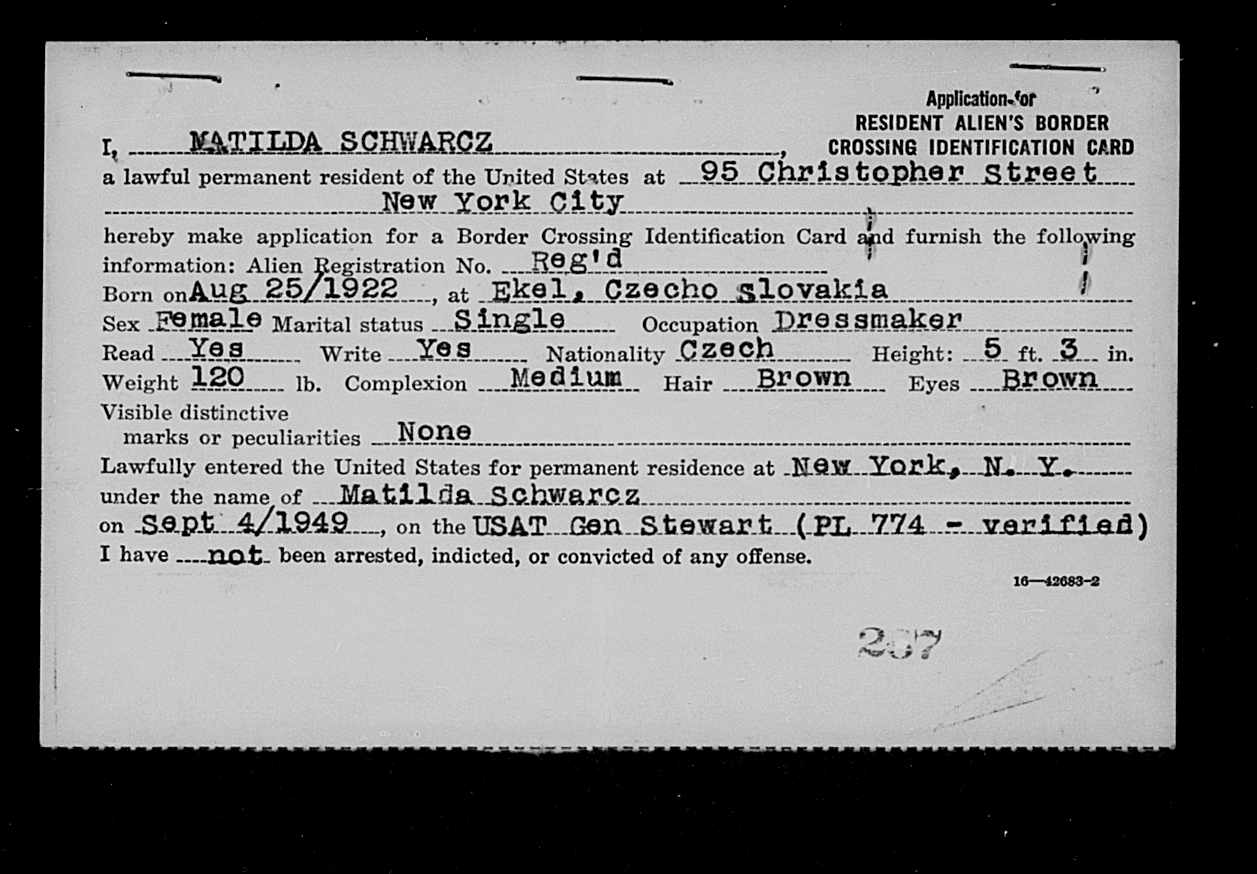 Application for
RESIDENT ALIEN'S BORDER
CROSSING IDENTIFICATION CARD
I, MATILDA SCHWARCZ,
a lawful permanent resident of the United States at 95 Christopher Street
New York City
hereby make application for a Border Crossing Identification Card and furnish the following
information: Alien Registration No. Reg'd
Born on Aug 25/1922, at Ekel, Czecho slovakia
Sex Female Marital status Single Occupation Dressmaker
Read Yes Write Yes Nationality Czech Height: 5 ft. 3 in.
Weight 120 lb. Complexion Medium Hair Brown Eyes Brown
Visible distinctive
marks or peculiarities None
Lawfully entered the United States for permanent residence at New York, N. Y.
under the name of Matilda Schwarcz
on Sept 4/1949, on the USAT Gen Stewart (PL 774 - verified)
I have not been arrested, indicted, or convicted of any offense.
16—42683-2